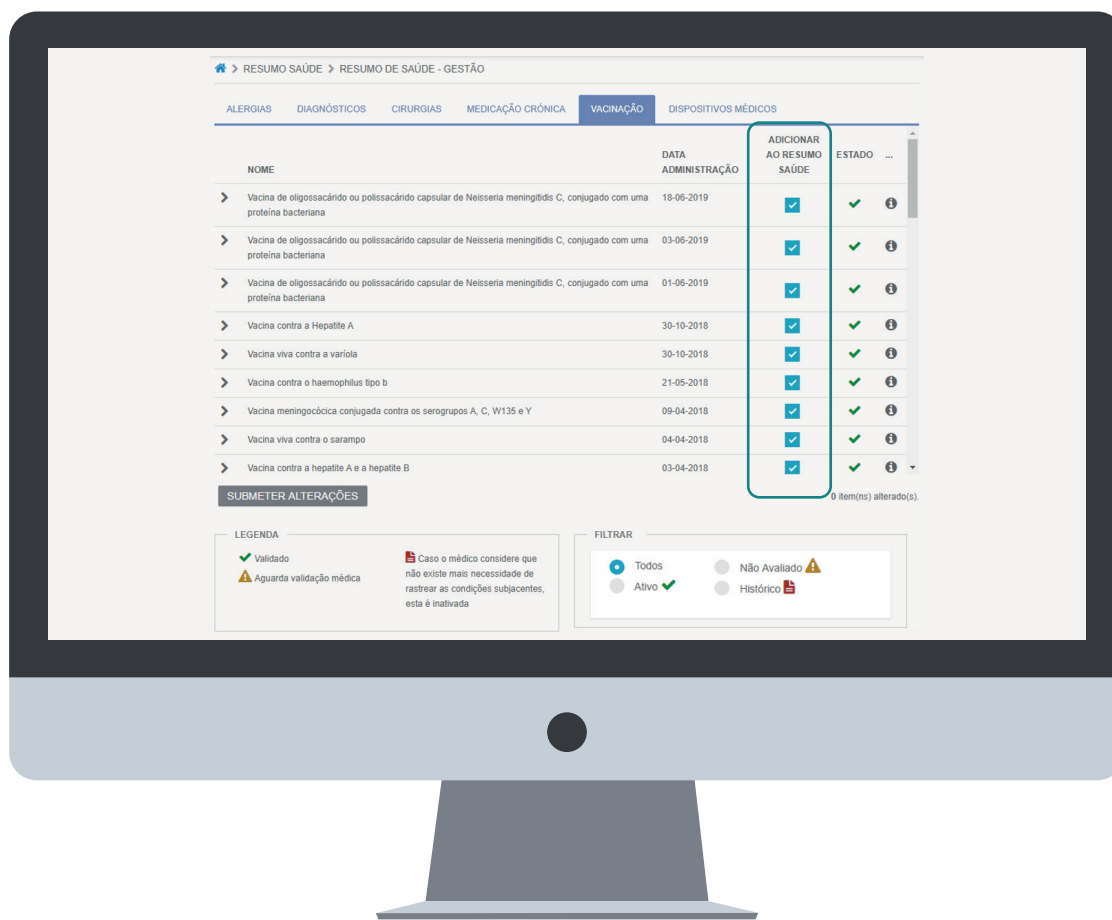 > RESUMO SAÚDE > RESUMO DE SAÚDE - GESTÃO
ALERGIAS DIAGNÓSTICOS CIRURGIAS MEDICAÇÃO CRÓNICA VACINAÇÃO DISPOSITIVOS MÉDICOS
NOME DATA ADMINISTRAÇÃO ADICIONAR AO RESUMO SAÚDE ESTADO ...
Vacina de oligossacárido ou polissacárido capsular de Neisseria meningitidis C, conjugado com uma 18-06-2019
proteína bacteriana
Vacina de oligossacárido ou polissacárido capsular de Neisseria meningitidis C, conjugado com uma 03-06-2019
proteína bacteriana
Vacina de oligossacárido ou polissacárido capsular de Neisseria meningitidis C, conjugado com uma 01-06-2019
proteína bacteriana
Vacina contra a Hepatite A 30-10-2018
Vacina viva contra a varíola 30-10-2018
Vacina contra o haemophilus tipo b 21-05-2018
Vacina meningocócica conjugada contra os serogrupos A, C, W135 e Y 09-04-2018
Vacina viva contra o sarampo 04-04-2018
Vacina contra a hepatite A e a hepatite B 03-04-2018
SUBMETER ALTERAÇÕES 0 item(ns) alterado(s).
LEGENDA
Validado
Aguarda validação médica
Caso o médico considere que
não existe mais necessidade de
rastrear as condições subjacentes,
esta é inativada
FILTRAR
Todos Não Avaliado
Ativo Histórico